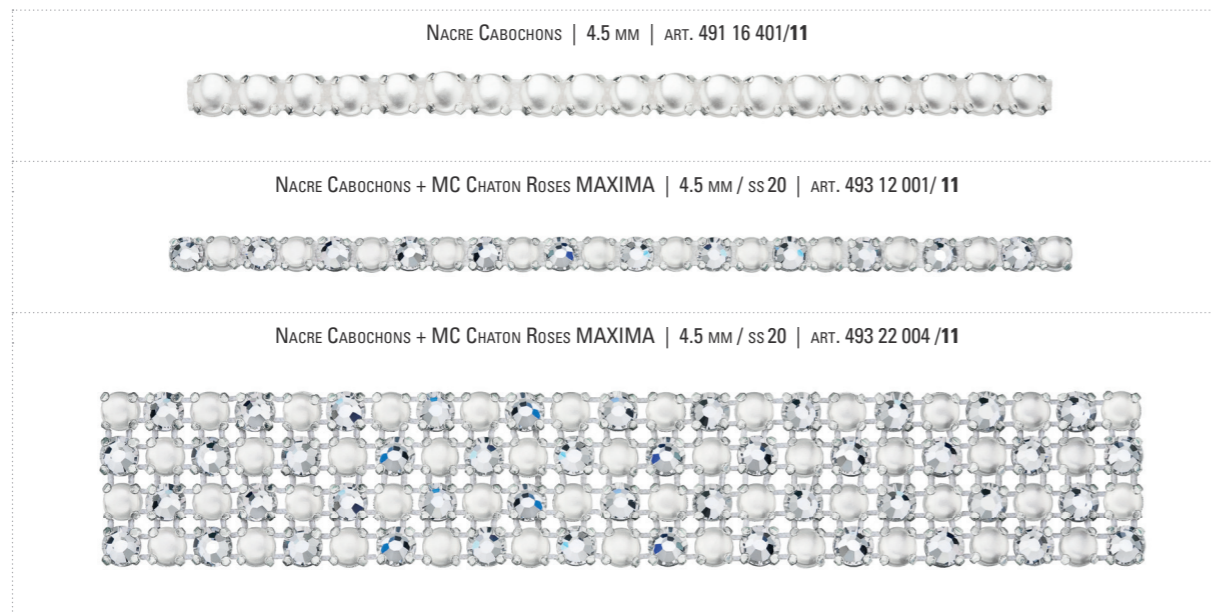 Nacre Cabochons | 4.5 mm | art. 491 16 401/11
Nacre Cabochons + MC Chaton Roses MAXIMA | 4.5 mm / ss 20 | art. 493 12 001/ 11
Nacre Cabochons + MC Chaton Roses MAXIMA | 4.5 mm / ss 20 | art. 493 22 004 /11